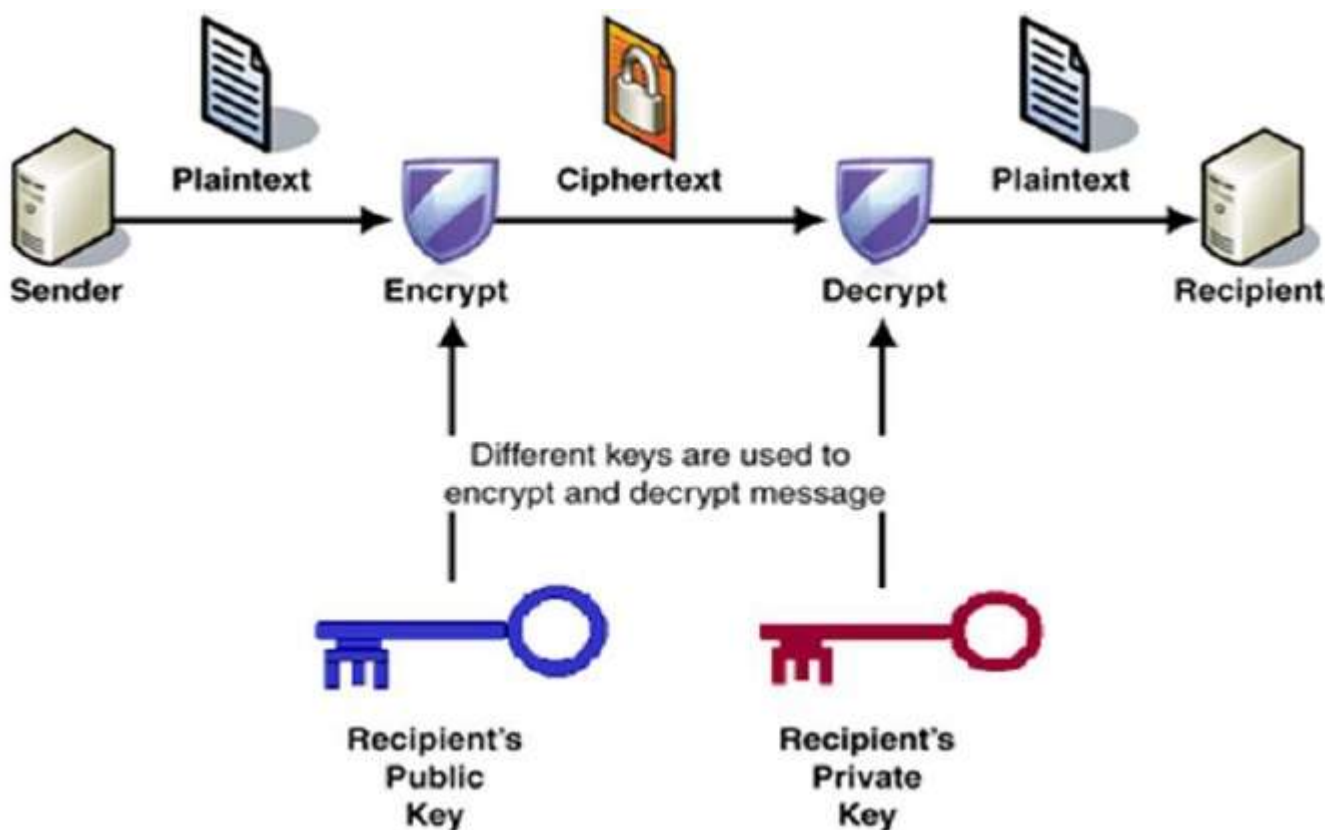 Plaintext
Ciphertext
Plaintext
Sender
Encrypt
Decrypt
Recipient
Different keys are used to
encrypt and decrypt message
Recipient's
Public
Key
Recipient's
Private
Key